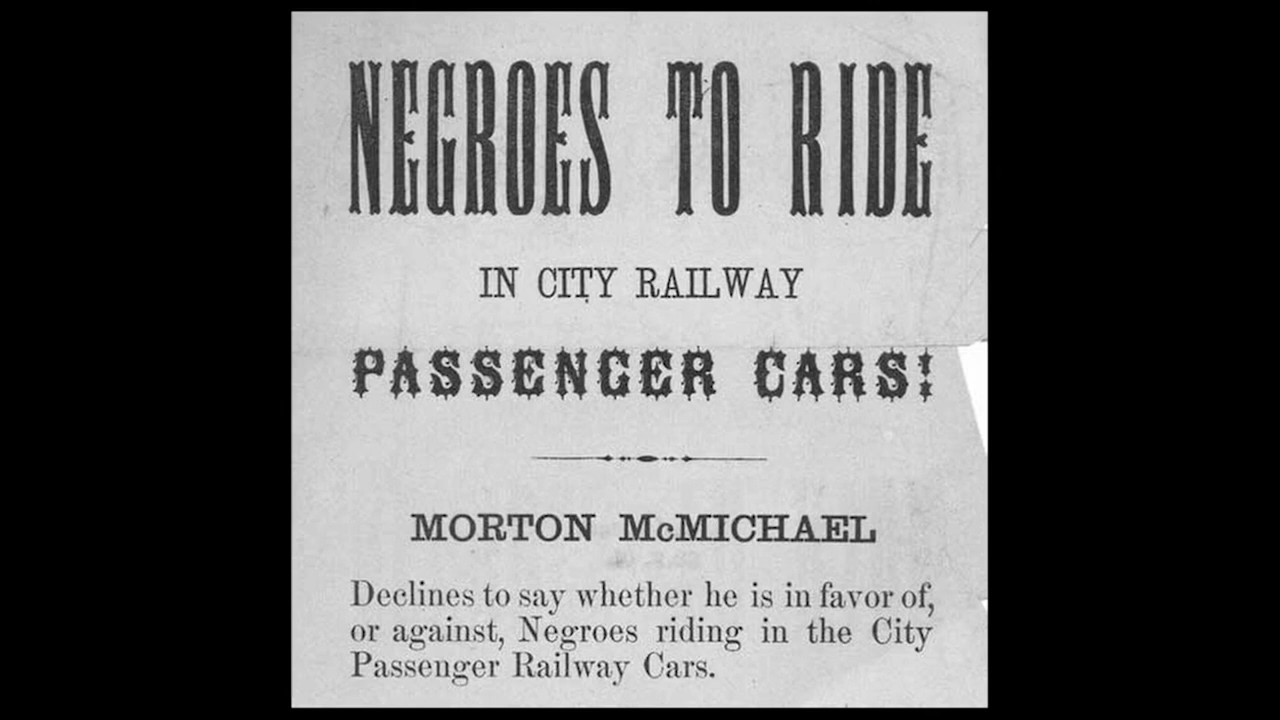 NEGROES TO RIDE
IN CITY RAILWAY
PASSENGER CARS!
MORTON McMICHAEL
Declines to say whether he is in favor of,
or against, Negroes riding in the City
Passenger Railway Cars.